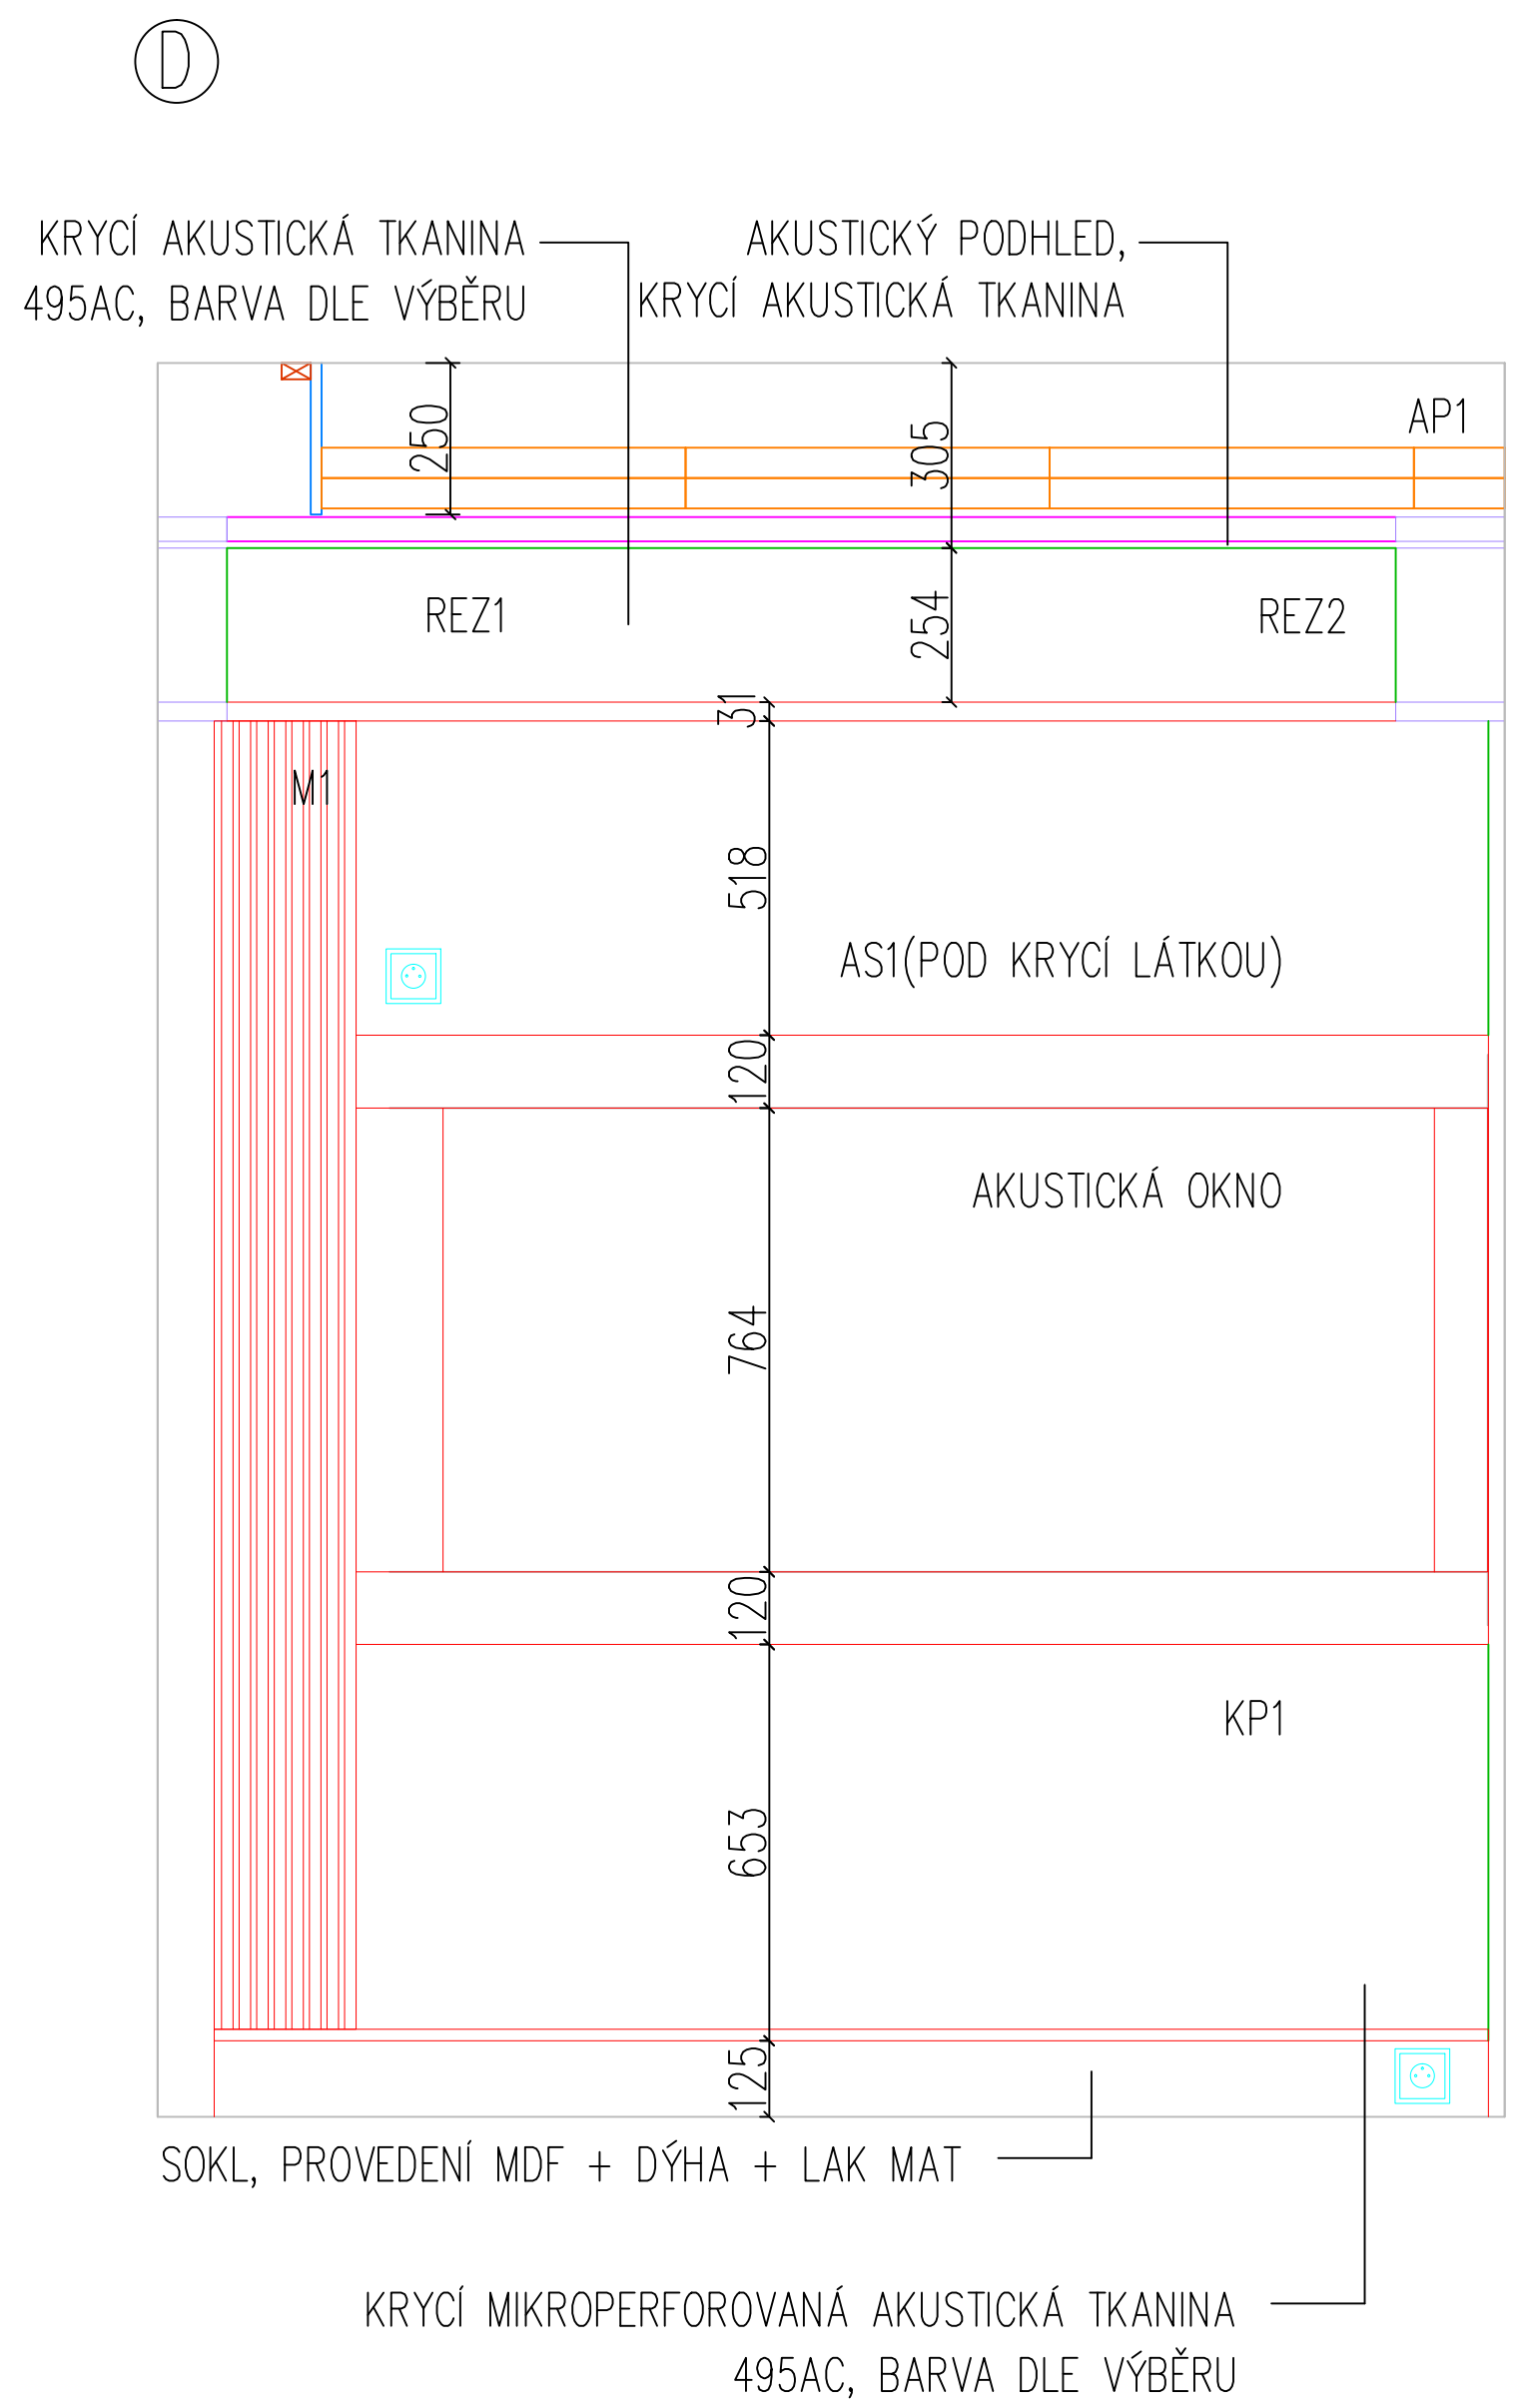 D
KRYCÍ AKUSTICKÁ TKANINA
495AC, BARVA DLE VÝBĚRU
AKUSTICKÝ PODHLED,
KRYCÍ AKUSTICKÁ TKANINA
250
305
AP1
REZ1
254
REZ2
31
M1
518
AS1(POD KRYCÍ LÁTKOU)
120
AKUSTICKÁ OKNO
764
120
KP1
653
125
SOKL, PROVEDENÍ MDF + DÝHA + LAK MAT
KRYCÍ MIKROPERFOROVANÁ AKUSTICKÁ TKANINA
495AC, BARVA DLE VÝBĚRU